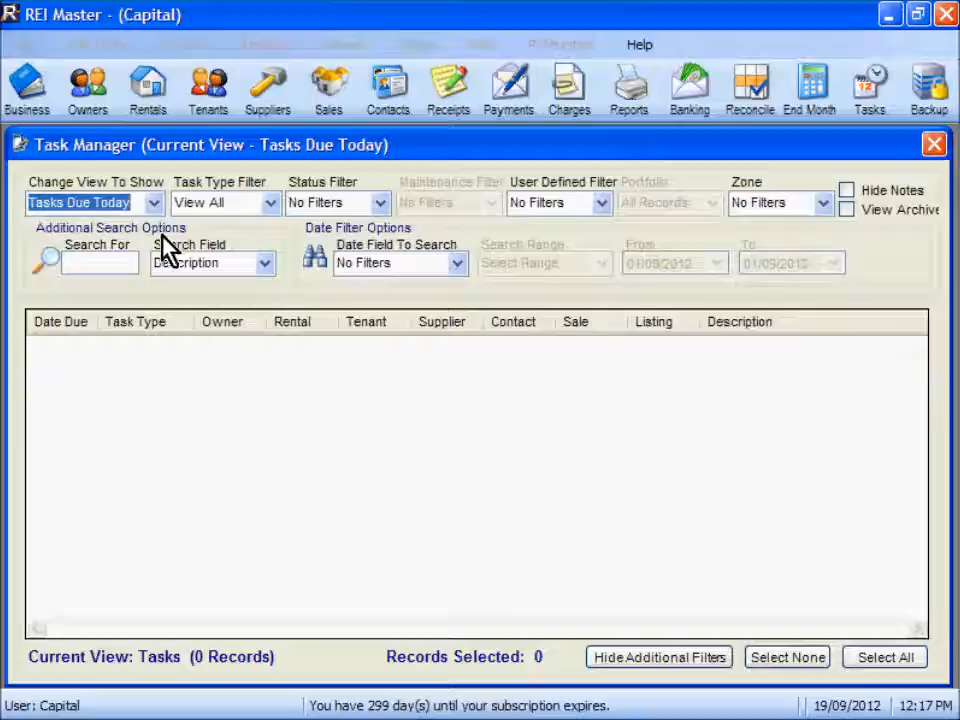 REI Master - (Capital)
Help
Business Owners Rentals Tenants Suppliers Sales Contacts Receipts Payments Charges Reports Banking Reconcile End Month Tasks Backup
Task Manager (Current View - Tasks Due Today)
Change View To Show Task Type Filter Status Filter Maintenance Filter User Defined Filter Portfolio Zone
Tasks Due Today View All No Filters No Filters No Filters All Records No Filters
Hide Notes
View Archive
Additional Search Options Date Filter Options
Search For Search Field Date Field To Search Search Range From To
Description No Filters Select Range 01/09/2012 01/09/2012
Date Due Task Type Owner Rental Tenant Supplier Contact Sale Listing Description
Current View: Tasks (0 Records) Records Selected: 0 Hide Additional Filters Select None Select All
User: Capital You have 299 day(s) until your subscription expires. 19/09/2012 12:17 PM